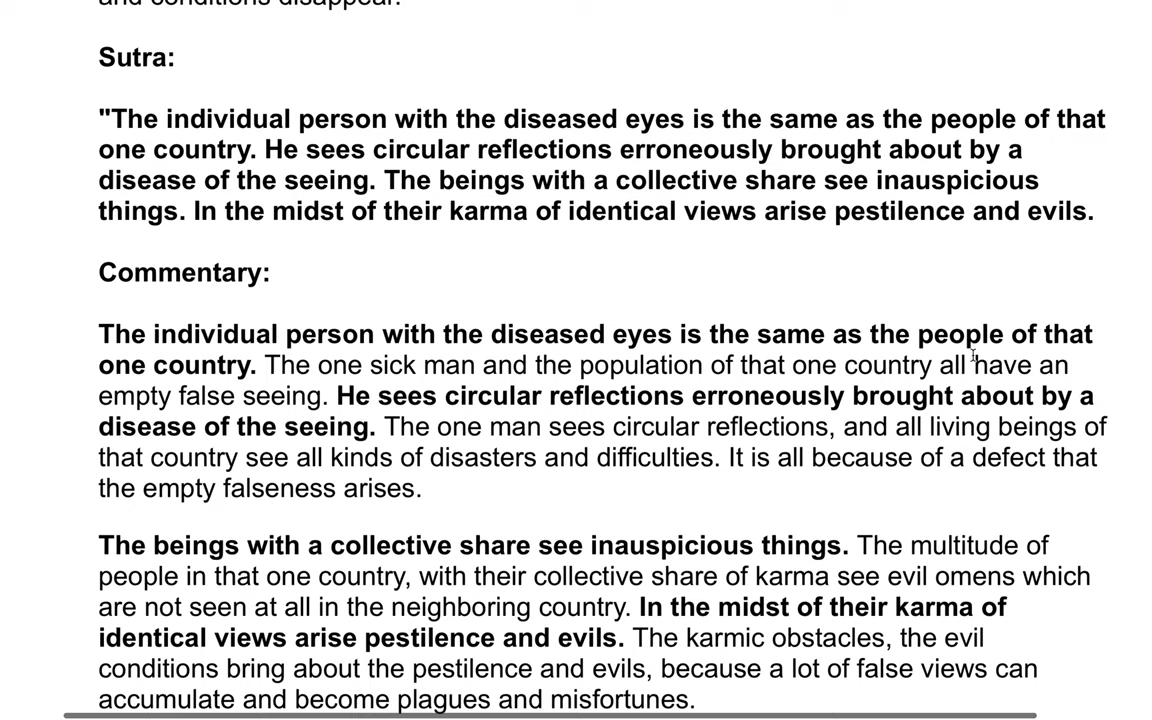 and conditions disappear.
Sutra:
"The individual person with the diseased eyes is the same as the people of that
one country. He sees circular reflections erroneously brought about by a
disease of the seeing. The beings with a collective share see inauspicious
things. In the midst of their karma of identical views arise pestilence and evils.
Commentary:
The individual person with the diseased eyes is the same as the people of that
one country. The one sick man and the population of that one country all have an
empty false seeing. He sees circular reflections erroneously brought about by a
disease of the seeing. The one man sees circular reflections, and all living beings of
that country see all kinds of disasters and difficulties. It is all because of a defect that
the empty falseness arises.
The beings with a collective share see inauspicious things. The multitude of
people in that one country, with their collective share of karma see evil omens which
are not seen at all in the neighboring country. In the midst of their karma of
identical views arise pestilence and evils. The karmic obstacles, the evil
conditions bring about the pestilence and evils, because a lot of false views can
accumulate and become plagues and misfortunes.